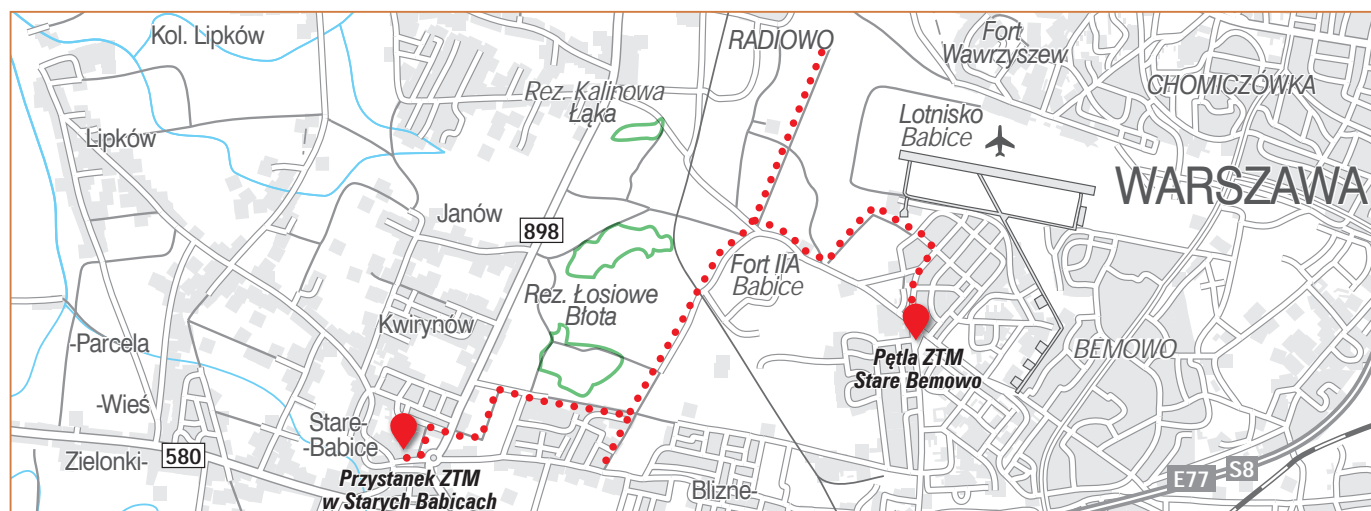 Kol. Lipków
RADIOWO
Fort
Wawrzyszew
CHOMICZÓWKA
Rez. Kalinowa
Łąka
Lotnisko
Babice
Lipków
WARSZAWA
Janów
898
Fort IIA
Babice
Rez. Łosiowe
Błota
Kwirynów
-Parcela
Pętla ZTM
Stare Bemowo
BEMOWO
-Wieś
Stare-
-Babice
Zielonki-
580
Przystanek ZTM
w Starych Babicach
Blizne-
E77
S8